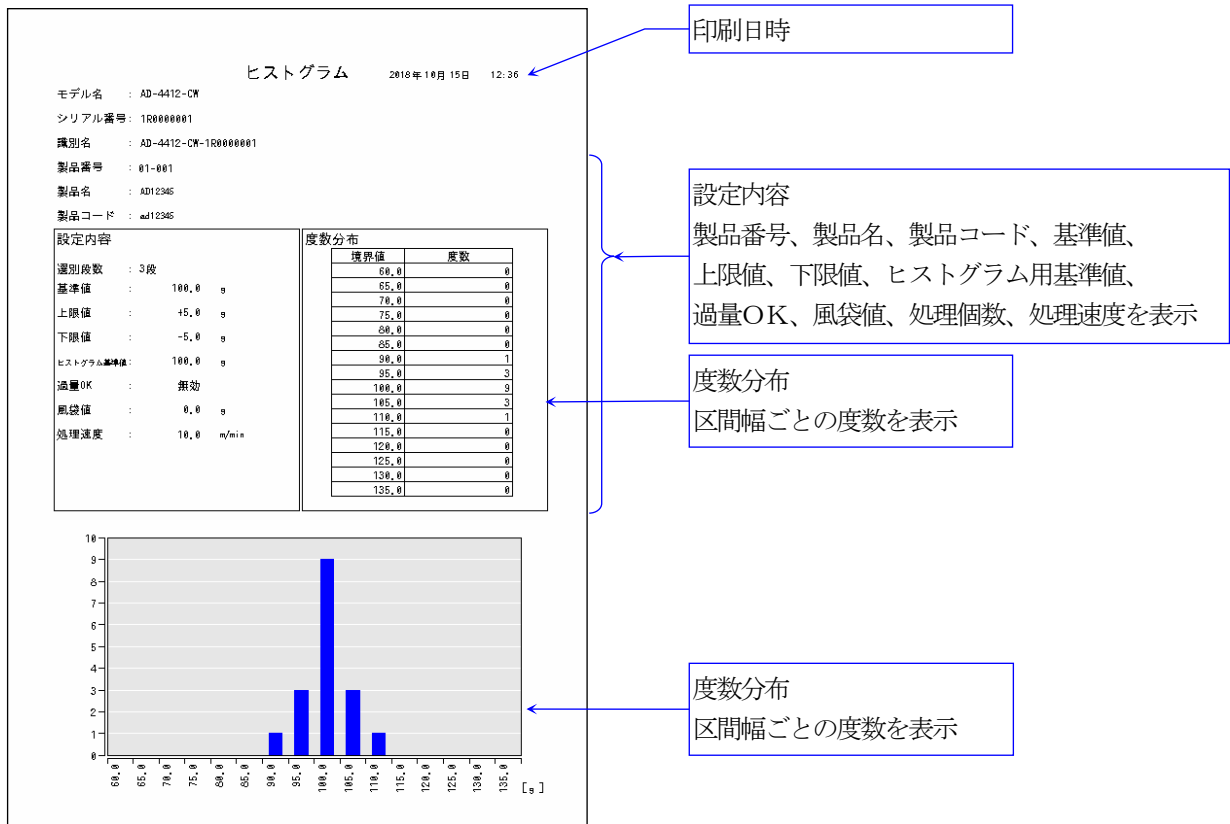 印刷日時
ヒストグラム 2018年10月15日 12:36
モデル名 : AD-4412-CW
シリアル番号: 1R0000001
識別名 : AD-4412-CW-1R0000001
製品番号 : 01-001
製品名 : AD12345
製品コード : ad12345
設定内容
製品番号、製品名、製品コード、基準値、
上限値、下限値、ヒストグラム用基準値、
過量OK、風袋値、処理個数、処理速度を表示
設定内容
選別段数 : 3段
基準値 : 100.0 g
上限値 : +5.0 g
下限値 : -5.0 g
ヒストグラム基準値: 100.0 g
過量OK : 無効
風袋値 : 0.0 g
処理速度 : 10.0 m/min
度数分布
境界値 度数
60.0 0
65.0 0
70.0 0
75.0 0
80.0 0
85.0 0
90.0 1
95.0 3
100.0 9
105.0 3
110.0 1
115.0 0
120.0 0
125.0 0
130.0 0
135.0 0
度数分布
区間幅ごとの度数を表示
10
9
8
7
6
5
4
3
2
1
0
60.0 65.0 70.0 75.0 80.0 85.0 90.0 95.0 100.0 105.0 110.0 115.0 120.0 125.0 130.0 135.0 [g]
度数分布
区間幅ごとの度数を表示